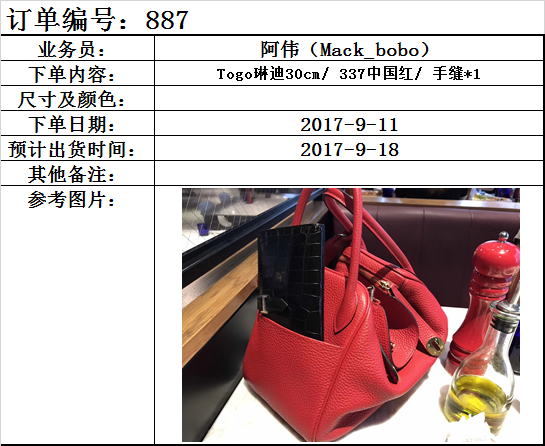 订单编号：887
业务员： 阿伟（Mack_bobo）
下单内容： Togo琳迪30cm/ 337中国红/ 手缝*1
尺寸及颜色：
下单日期： 2017-9-11
预计出货时间： 2017-9-18
其他备注：
参考图片：